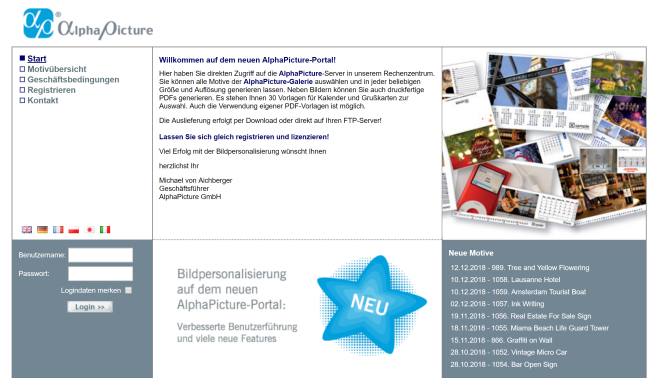 AlphaPicture®
Start
Motivübersicht
Geschäftsbedingungen
Registrieren
Kontakt
Willkommen auf dem neuen AlphaPicture-Portal!
Hier haben Sie direkten Zugriff auf die AlphaPicture-Server in unserem Rechenzentrum.
Sie können alle Motive der AlphaPicture-Galerie auswählen und in jeder beliebigen
Größe und Auflösung generieren lassen. Neben Bildern können Sie auch druckfertige
PDFs generieren. Es stehen Ihnen 30 Vorlagen für Kalender und Grußkarten zur
Auswahl. Auch die Verwendung eigener PDF-Vorlagen ist möglich.
Die Auslieferung erfolgt per Download oder direkt auf Ihren FTP-Server!
Lassen Sie sich gleich registrieren und lizenzieren!
Viel Erfolg mit der Bildpersonalisierung wünscht Ihnen
herzlichst Ihr
Michael von Aichberger
Geschäftsführer
AlphaPicture GmbH
Benutzername:
Passwort:
Logindaten merken
Login >>
Bildpersonalisierung
auf dem neuen
AlphaPicture-Portal:
Verbesserte Benutzerführung
und viele neue Features
NEU
Neue Motive
12.12.2018 - 989. Tree and Yellow Flowering
10.12.2018 - 1058. Lausanne Hotel
10.12.2018 - 1059. Amsterdam Tourist Boat
02.12.2018 - 1057. Ink Writing
19.11.2018 - 1056. Real Estate For Sale Sign
18.11.2018 - 1055. Miama Beach Life Guard Tower
15.11.2018 - 866. Graffiti on Wall
28.10.2018 - 1052. Vintage Micro Car
28.10.2018 - 1054. Bar Open Sign